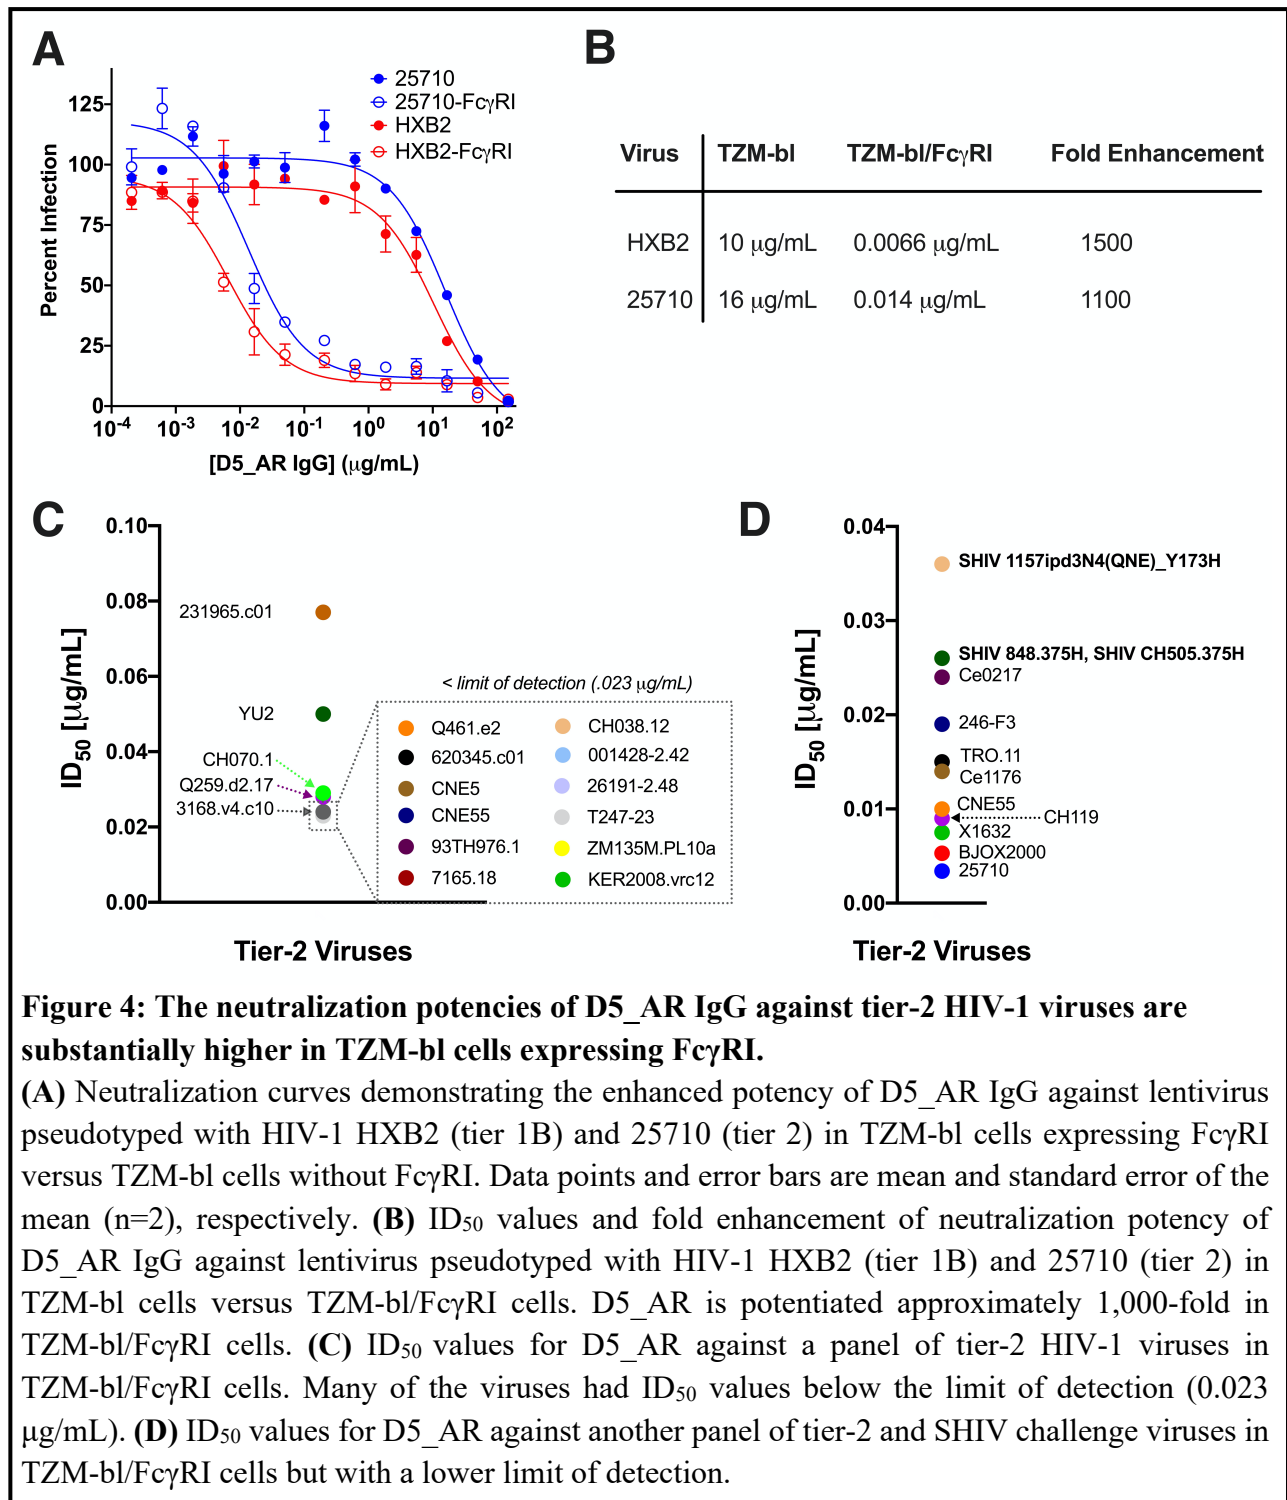 A
125
100
75
50
25
0
Percent Infection
10-4
10-3
10-2
10-1
100
101
102
[D5_AR IgG] (μg/mL)
25710
25710-FcγRI
HXB2
HXB2-FcγRI
B
Virus TZM-bl TZM-bl/FcγRI Fold Enhancement
HXB2 10 μg/mL 0.0066 μg/mL 1500
25710 16 μg/mL 0.014 μg/mL 1100
C
0.10
0.08
0.06
0.04
0.02
0.00
ID50 [μg/mL]
231965.c01
YU2
CH070.1
Q259.d2.17
3168.v4.c10
< limit of detection (.023 μg/mL)
Q461.e2
620345.c01
CNE5
CNE55
93TH976.1
7165.18
CH038.12
001428-2.42
26191-2.48
T247-23
ZM135M.PL10a
KER2008.vrc12
Tier-2 Viruses
D
0.04
0.03
0.02
0.01
0.00
ID50 [μg/mL]
SHIV 1157ipd3N4(QNE)_Y173H
SHIV 848.375H, SHIV CH505.375H
Ce0217
246-F3
TRO.11
Ce1176
CNE55
CH119
X1632
BJOX2000
25710
Tier-2 Viruses
Figure 4: The neutralization potencies of D5_AR IgG against tier-2 HIV-1 viruses are
substantially higher in TZM-bl cells expressing FcγRI.
(A) Neutralization curves demonstrating the enhanced potency of D5_AR IgG against lentivirus
pseudotyped with HIV-1 HXB2 (tier 1B) and 25710 (tier 2) in TZM-bl cells expressing FcγRI
versus TZM-bl cells without FcγRI. Data points and error bars are mean and standard error of the
mean (n=2), respectively. (B) ID50 values and fold enhancement of neutralization potency of
D5_AR IgG against lentivirus pseudotyped with HIV-1 HXB2 (tier 1B) and 25710 (tier 2) in
TZM-bl cells versus TZM-bl/FcγRI cells. D5_AR is potentiated approximately 1,000-fold in
TZM-bl/FcγRI cells. (C) ID50 values for D5_AR against a panel of tier-2 HIV-1 viruses in
TZM-bl/FcγRI cells. Many of the viruses had ID50 values below the limit of detection (0.023
μg/mL). (D) ID50 values for D5_AR against another panel of tier-2 and SHIV challenge viruses in
TZM-bl/FcγRI cells but with a lower limit of detection.